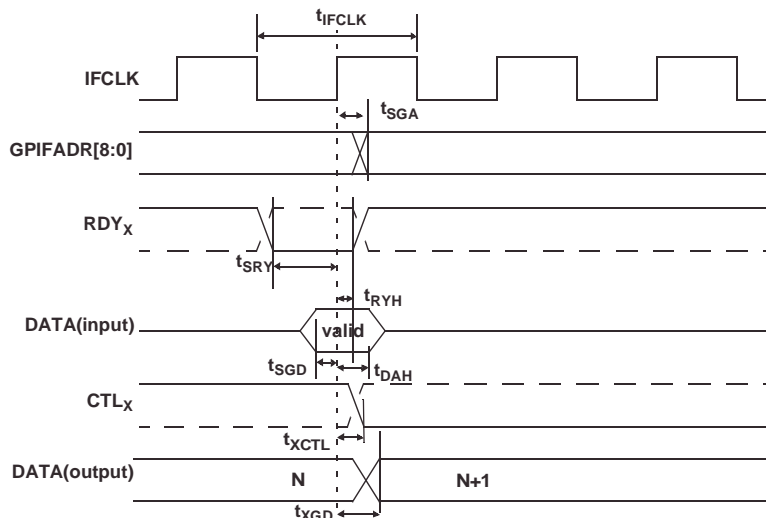 tIFCLK
IFCLK
tSGA
GPIFADR[8:0]
RDYX
tSRY
tRYH
DATA(input)
valid
tSGD
tDAH
CTLX
tXCTL
DATA(output)
N
N+1
tXGD